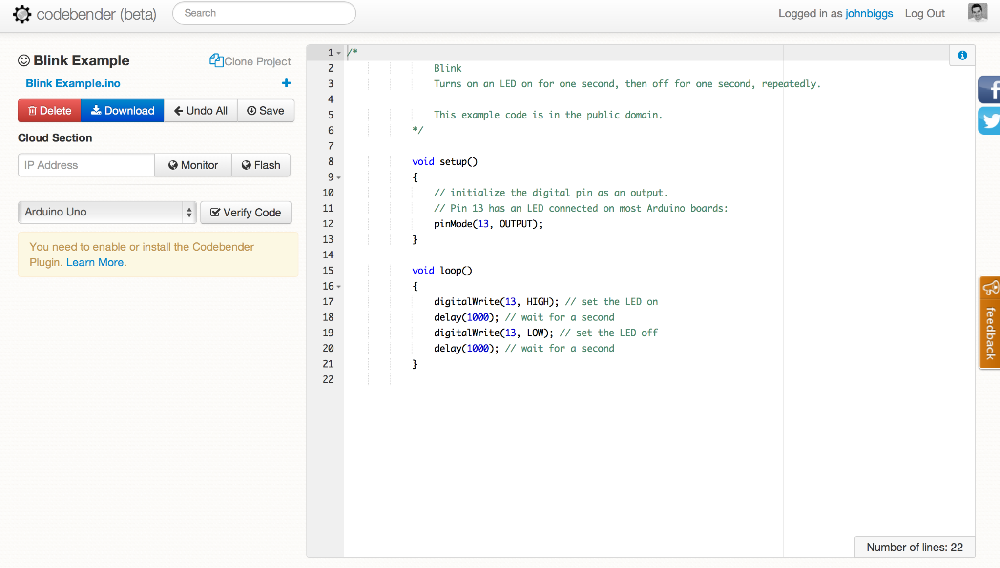 codebender (beta)
Search
Logged in as johnbiggs
Log Out
Blink Example
Clone Project
Blink Example.ino
+
Delete
Download
Undo All
Save
Cloud Section
IP Address
Monitor
Flash
Arduino Uno
Verify Code
You need to enable or install the Codebender
Plugin. Learn More.
1 /*
2 Blink
3 Turns on an LED on for one second, then off for one second, repeatedly.
4
5 This example code is in the public domain.
6 */
7
8 void setup()
9 {
10 // initialize the digital pin as an output.
11 // Pin 13 has an LED connected on most Arduino boards:
12 pinMode(13, OUTPUT);
13 }
14
15 void loop()
16 {
17 digitalWrite(13, HIGH); // set the LED on
18 delay(1000); // wait for a second
19 digitalWrite(13, LOW); // set the LED off
20 delay(1000); // wait for a second
21 }
22
feedback
Number of lines: 22